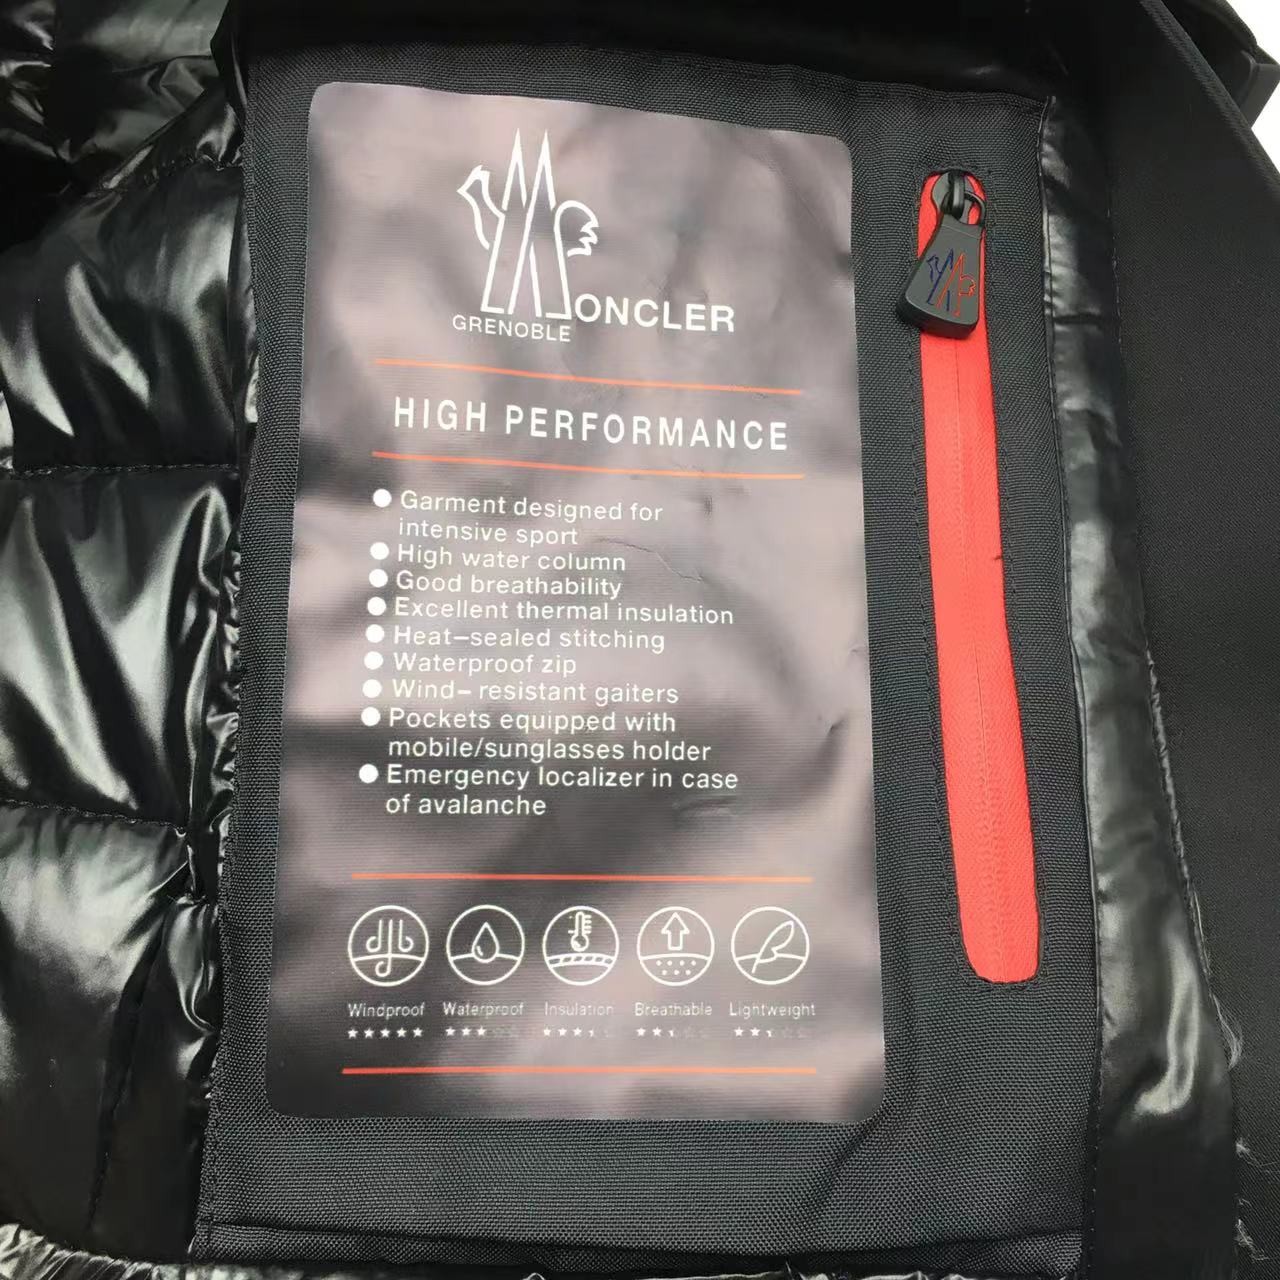 MONCLER
GRENOBLE
HIGH PERFORMANCE
Garment designed for
intensive sport
High water column
Good breathability
Excellent thermal insulation
Heat-sealed stitching
Waterproof zip
Wind- resistant gaiters
Pockets equipped with
mobile/sunglasses holder
Emergency localizer in case
of avalanche
Windproof Waterproof Insulation Breathable Lightweight